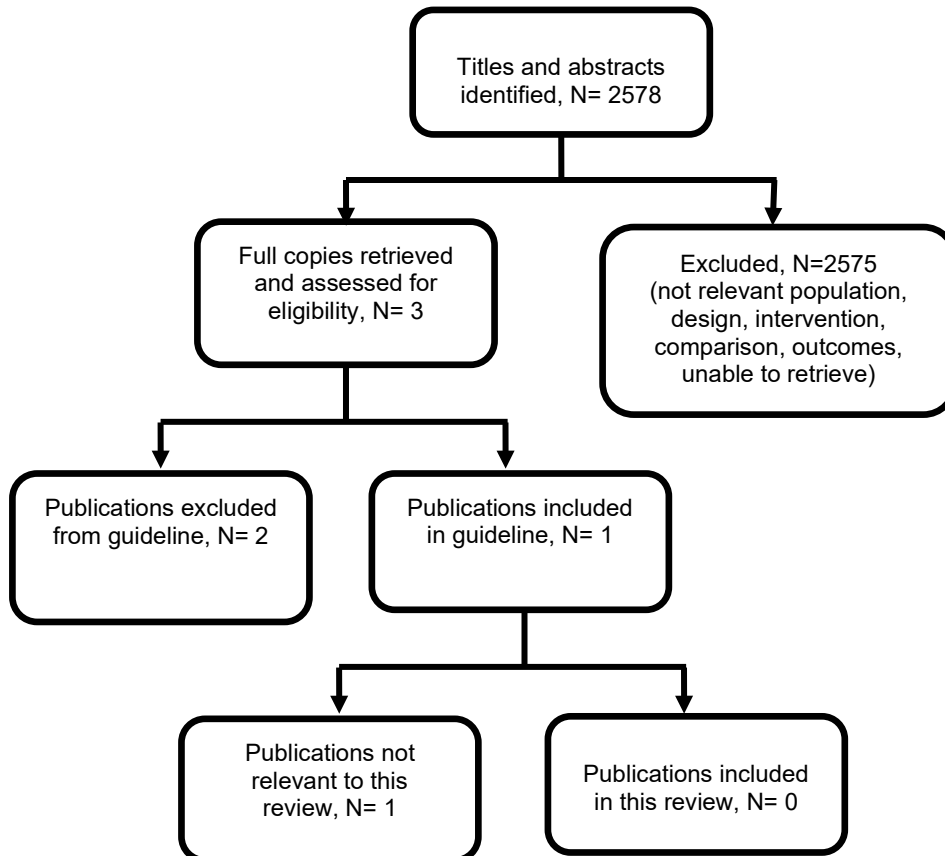 Titles and abstracts
identified, N= 2578
Full copies retrieved
and assessed for
eligibility, N= 3
Excluded, N=2575
(not relevant population,
design, intervention,
comparison, outcomes,
unable to retrieve)
Publications excluded
from guideline, N= 2
Publications included
in guideline, N= 1
Publications not
relevant to this
review, N= 1
Publications included
in this review, N= 0